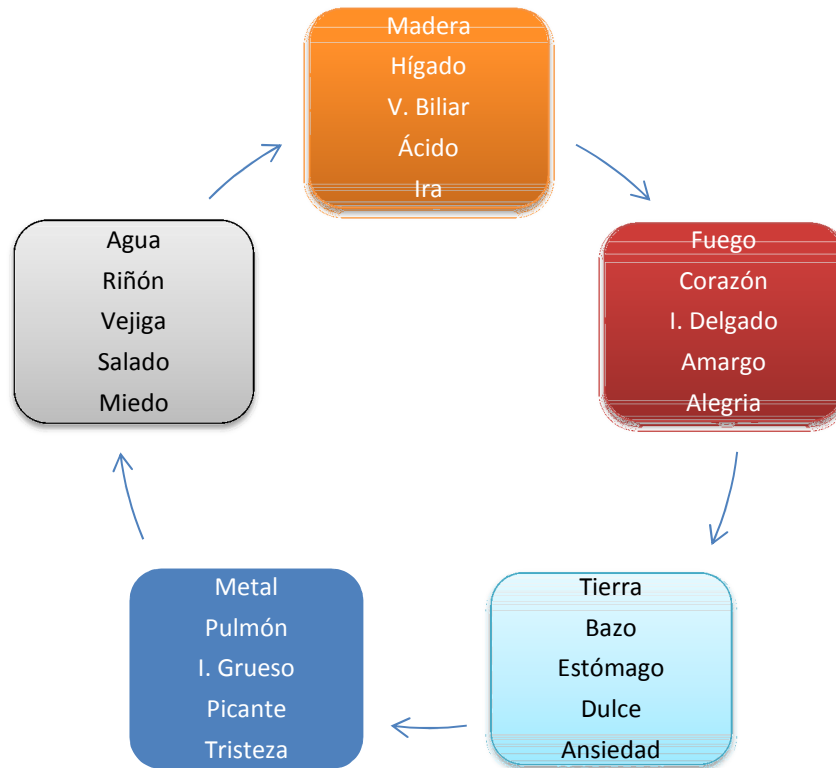 Madera
Hígado
V. Biliar
Ácido
Ira
Fuego
Corazón
I. Delgado
Amargo
Alegria
Tierra
Bazo
Estómago
Dulce
Ansiedad
Metal
Pulmón
I. Grueso
Picante
Tristeza
Agua
Riñón
Vejiga
Salado
Miedo